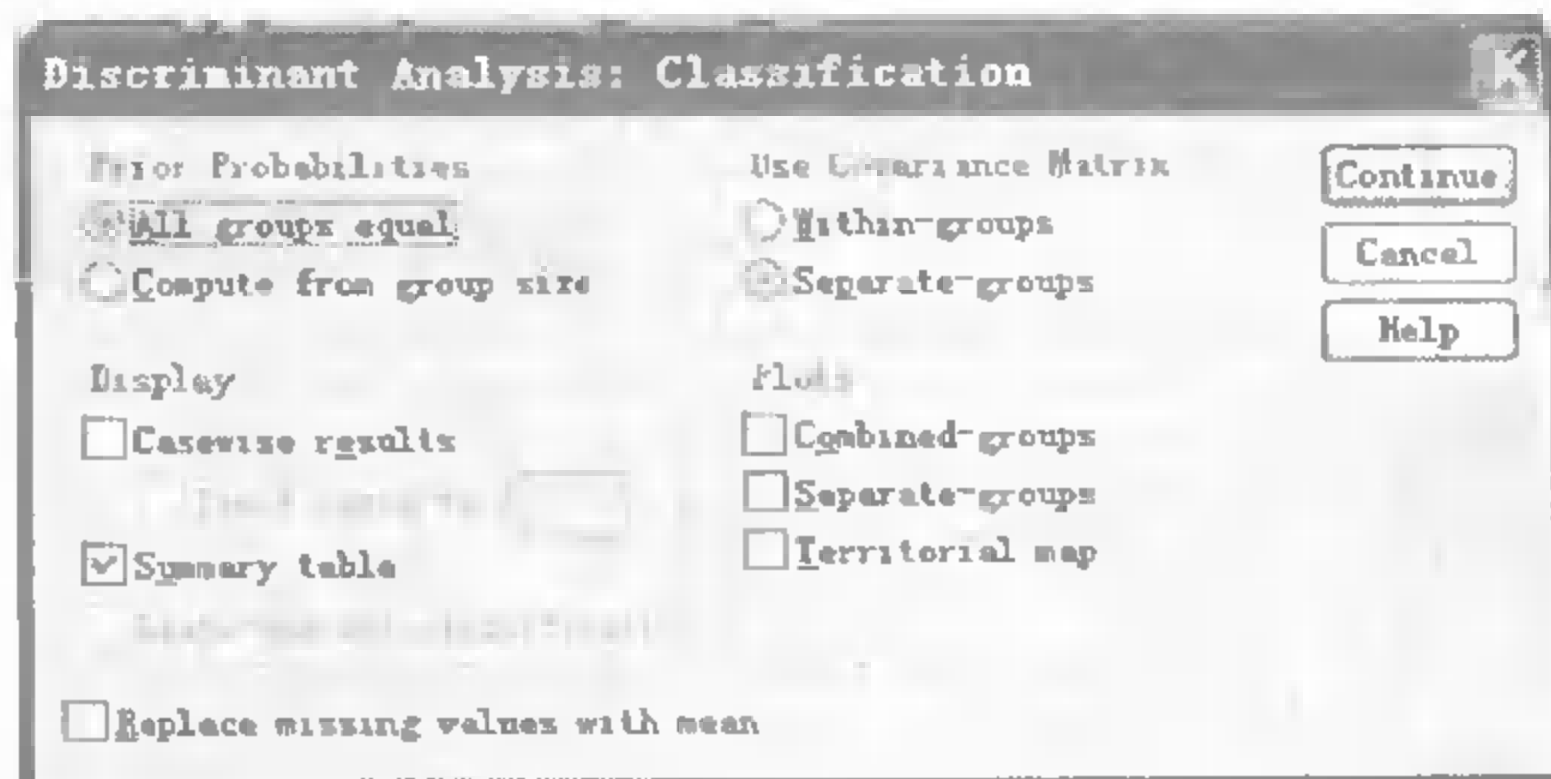 Discriminant Analysis: Classification
Prior Probabilities
All groups equal
Compute from group size
Use Covariance Matrix
Within-groups
Separate-groups
Continue
Cancel
Help
Display
Casewise results
Summary table
Plots
Combined-groups
Separate-groups
Territorial map
Replace missing values with mean